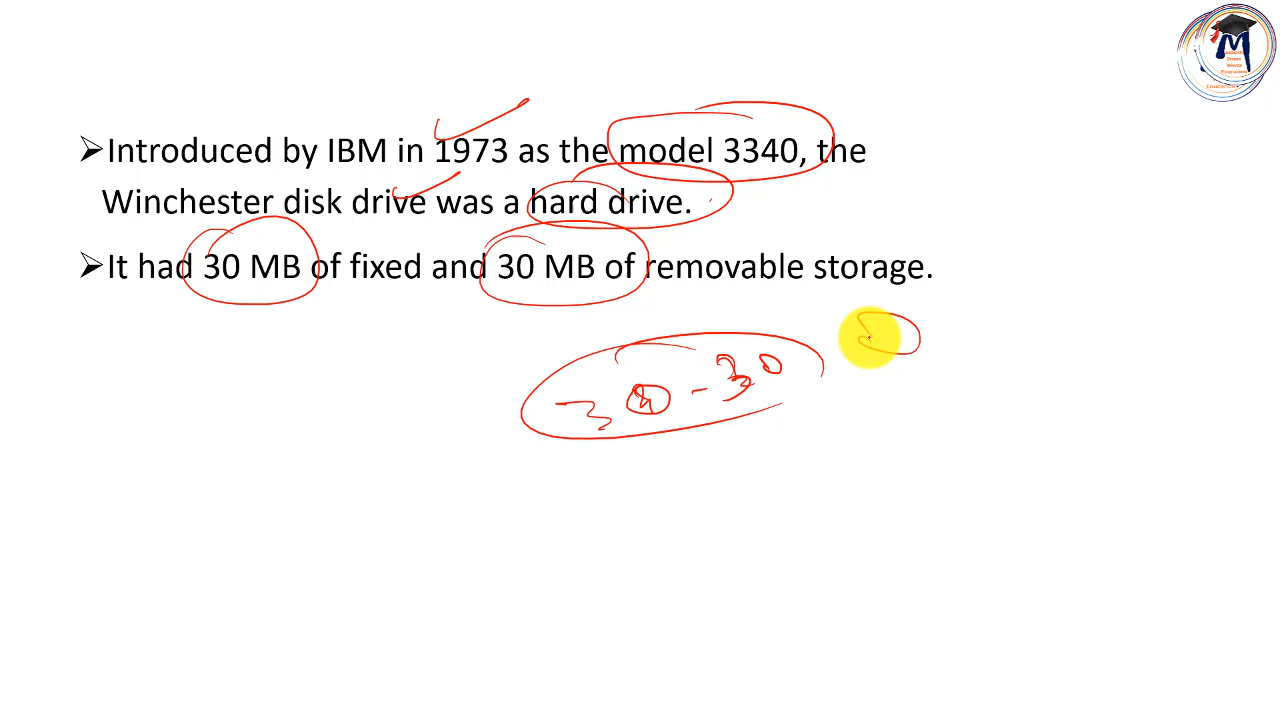 ➢Introduced by IBM in 1973 as the model 3340, the
Winchester disk drive was a hard drive.
➢It had 30 MB of fixed and 30 MB of removable storage.
30 - 30